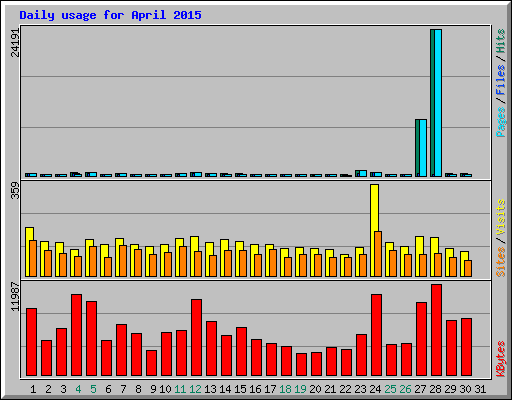 Daily usage for April 2015
24191
Pages / Files / Hits
359
Sites / Visits
11987
KBytes
1 2 3 4 5 6 7 8 9 10 11 12 13 14 15 16 17 18 19 20 21 22 23 24 25 26 27 28 29 30 31